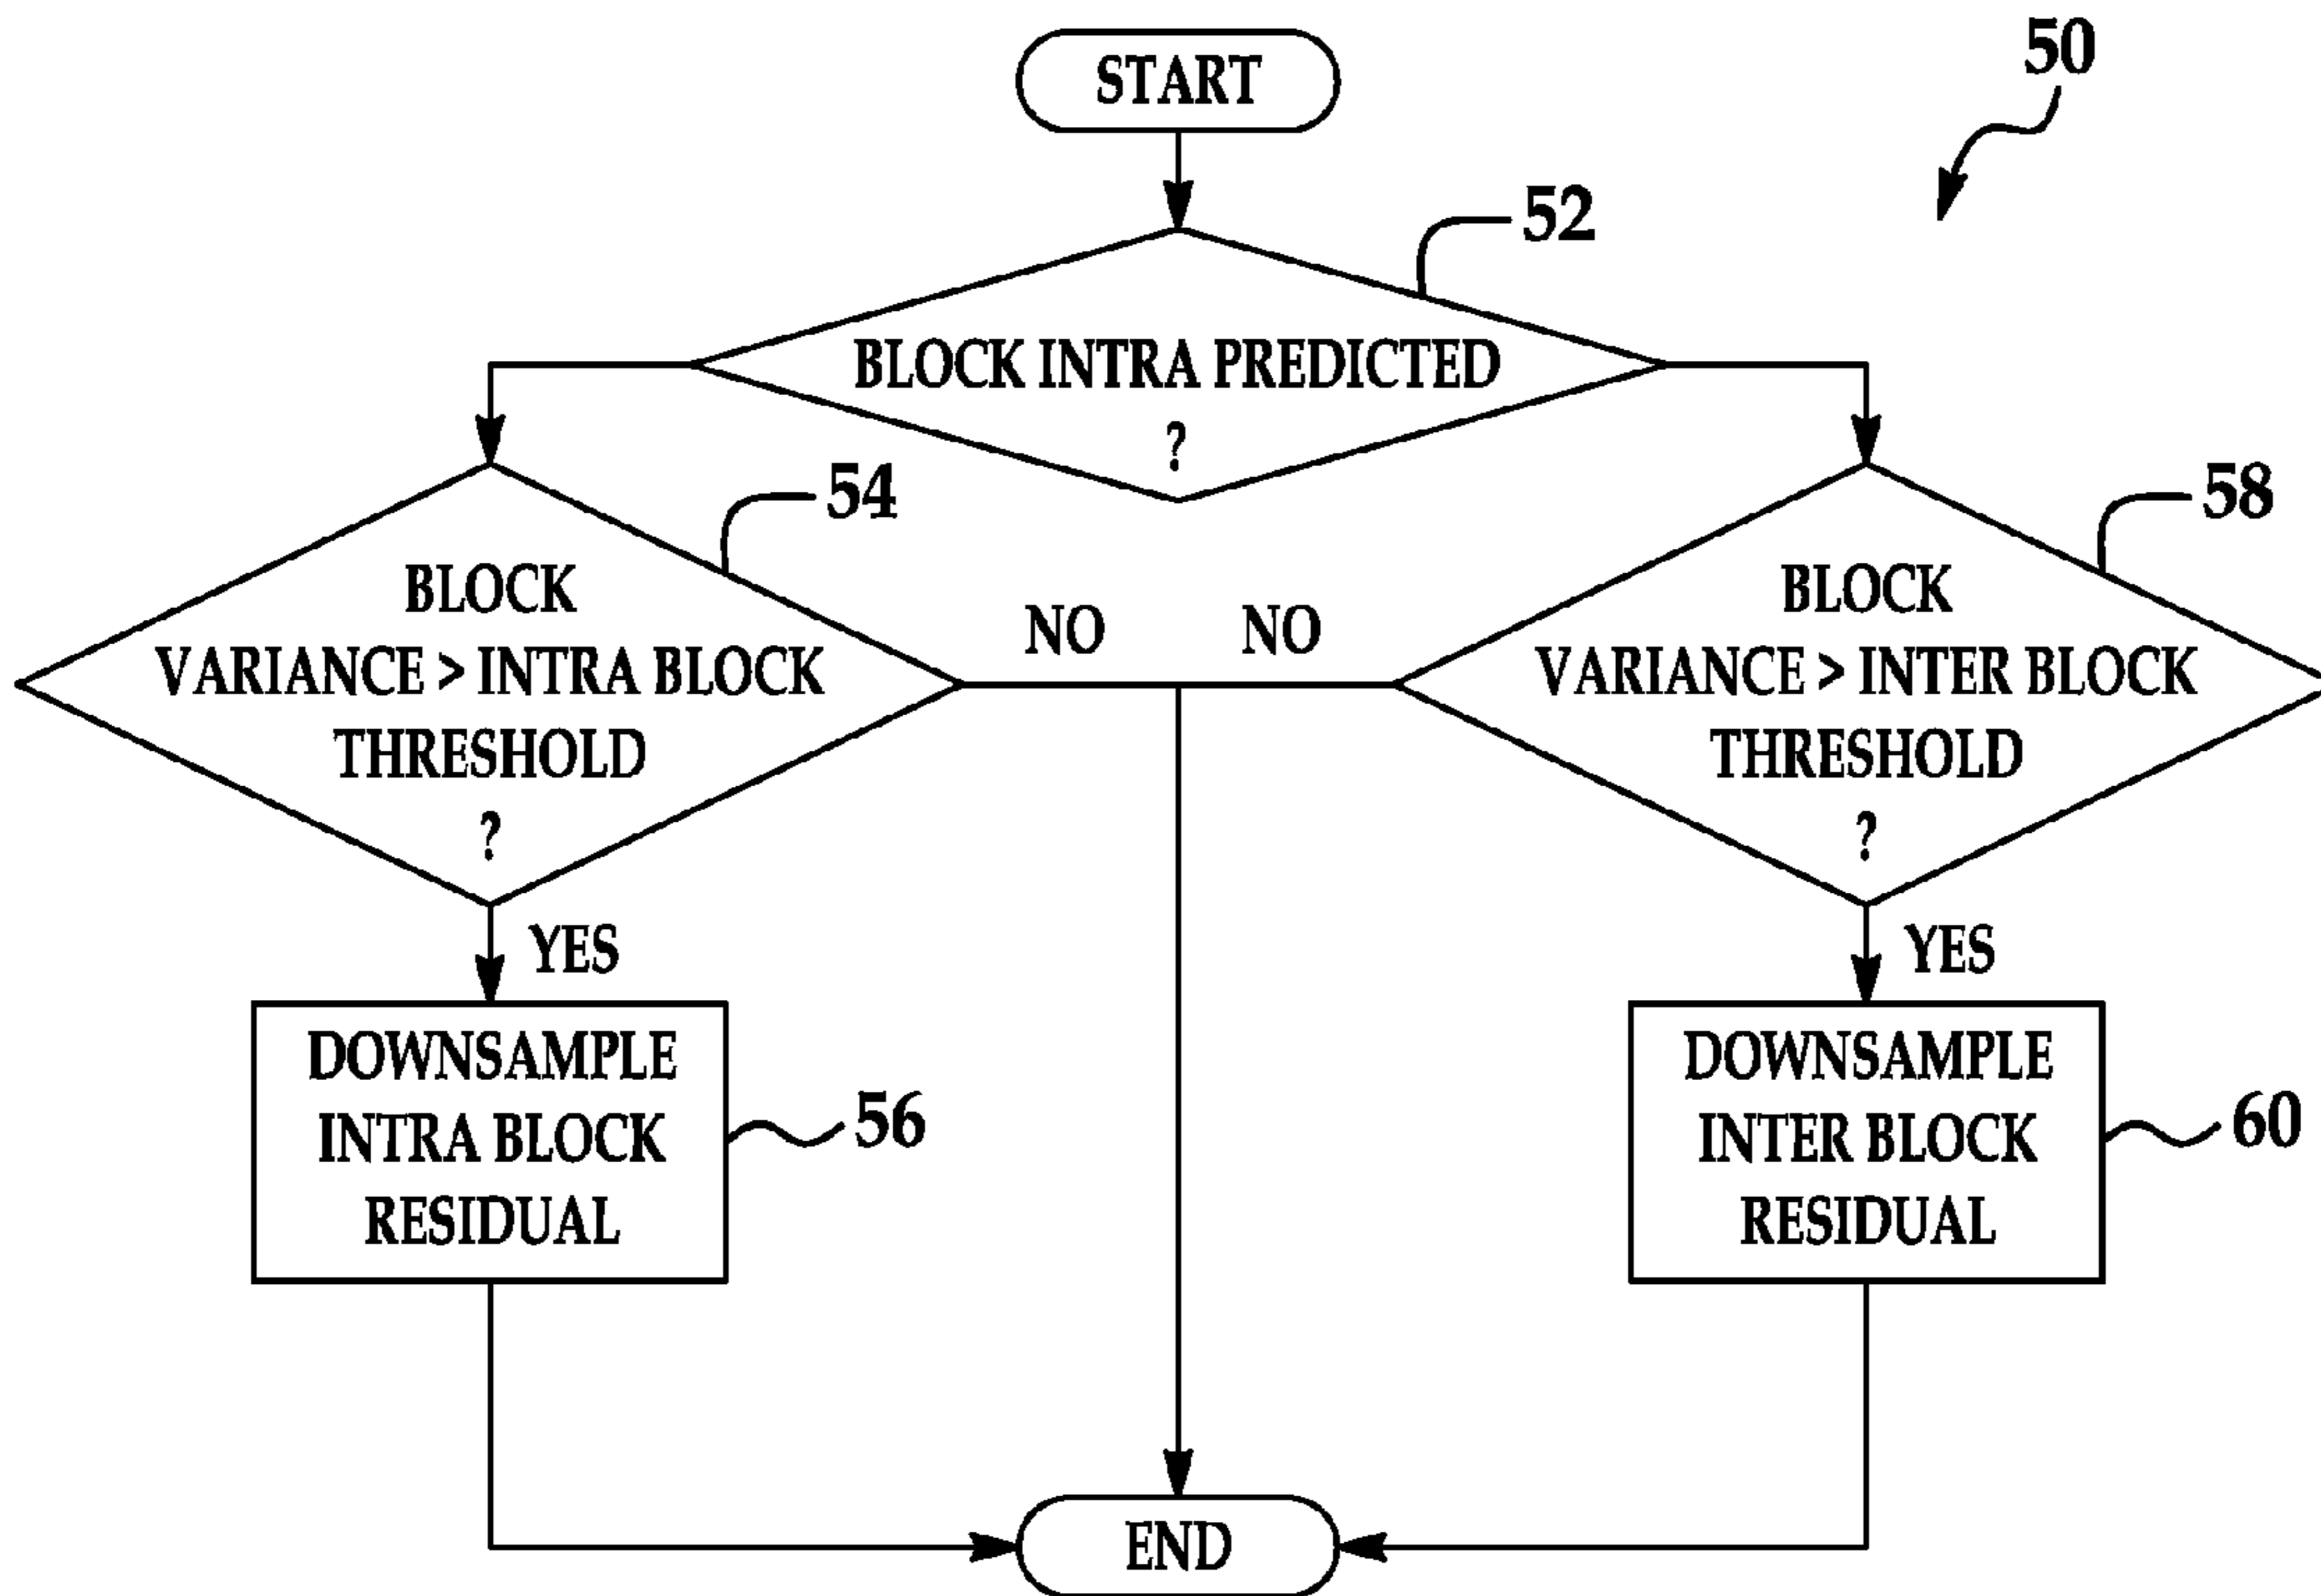 START
50
52
BLOCK INTRA PREDICTED
?
54
BLOCK
VARIANCE > INTRA BLOCK
THRESHOLD
?
NO
NO
58
BLOCK
VARIANCE > INTER BLOCK
THRESHOLD
?
YES
YES
DOWNSAMPLE
INTRA BLOCK
RESIDUAL
56
DOWNSAMPLE
INTER BLOCK
RESIDUAL
60
END